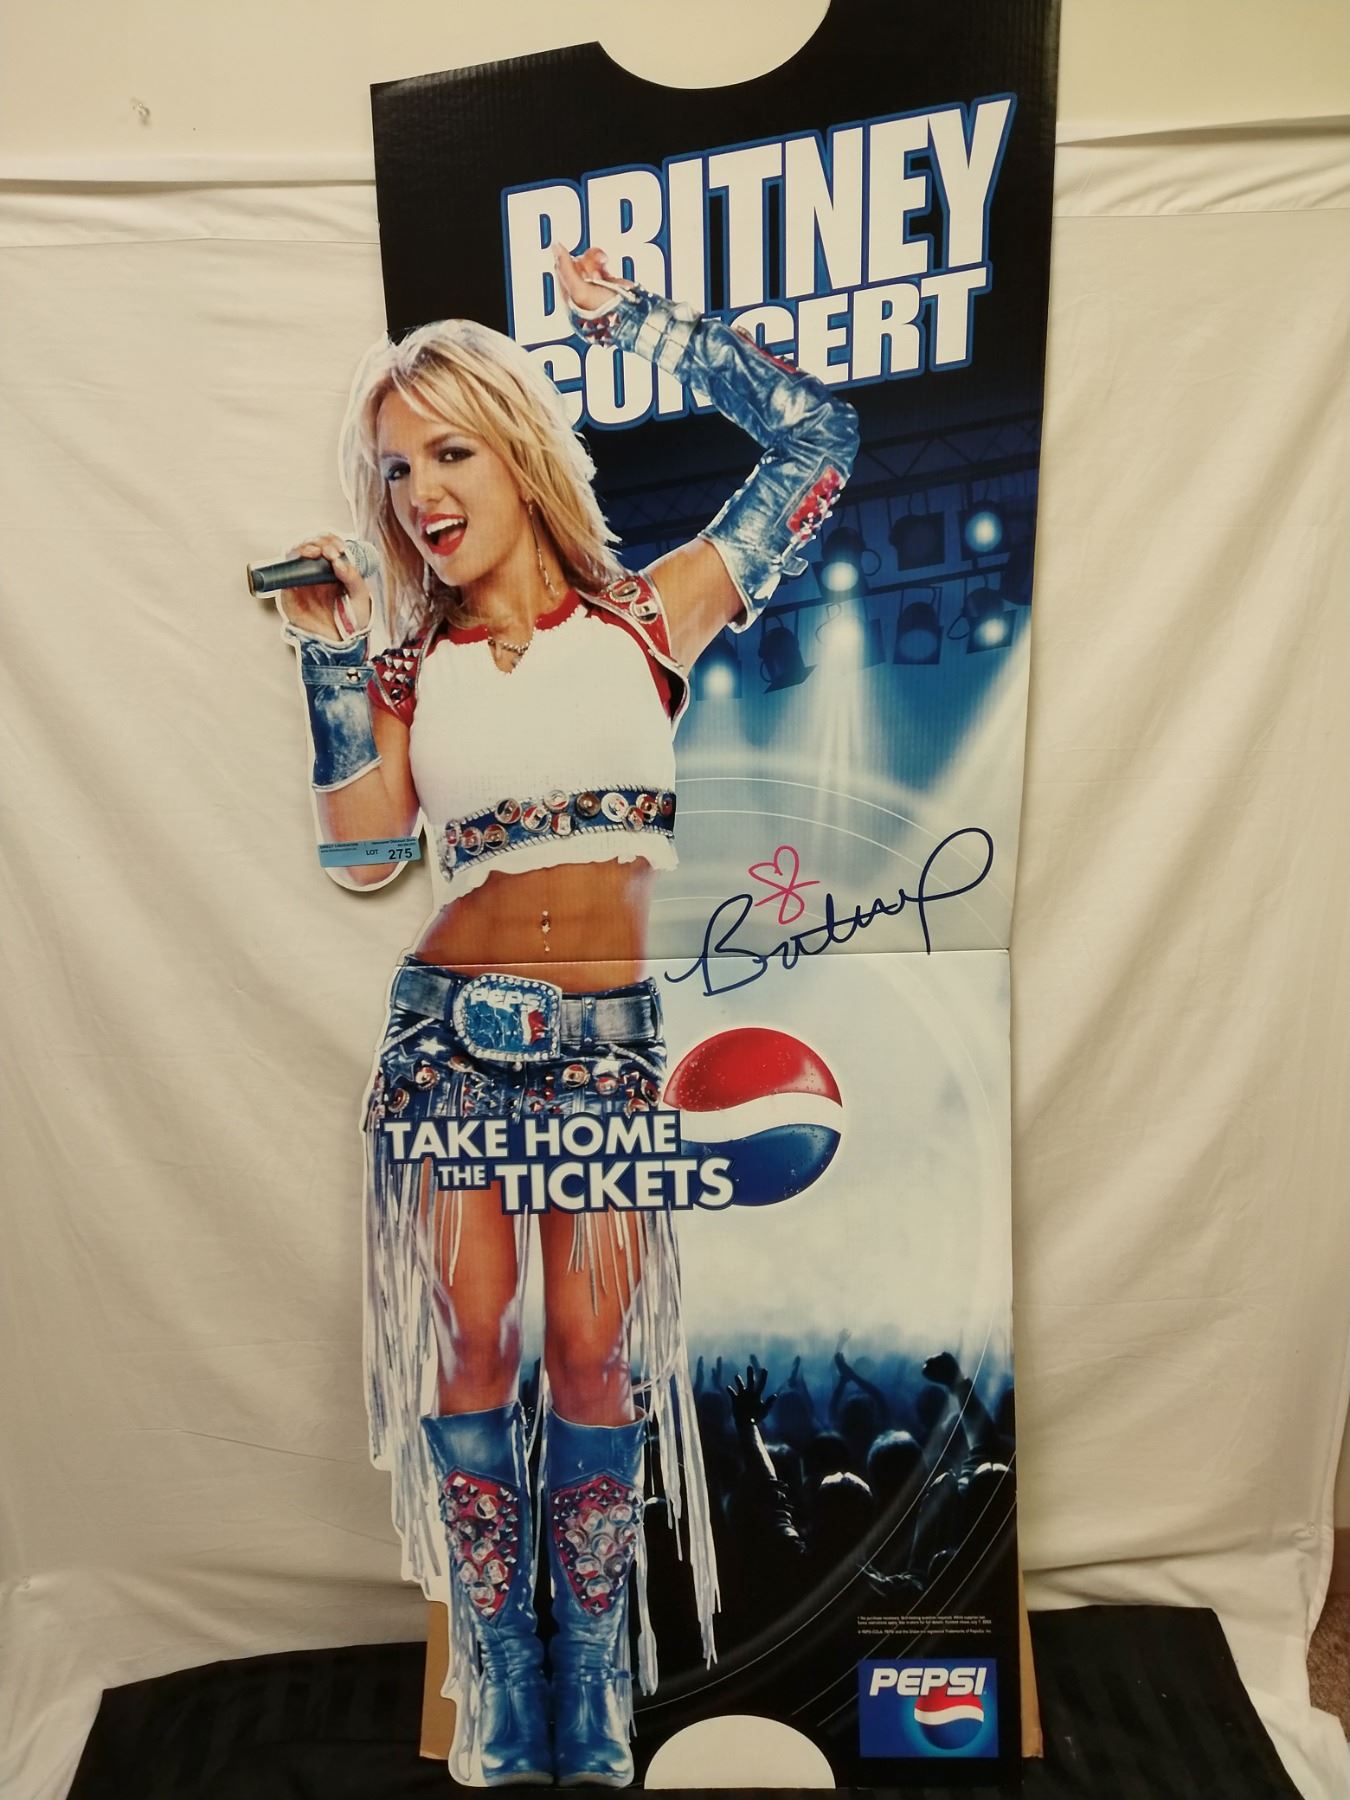 BRITNEY
CONCERT
LOT 275
Britney
PEPSI
TAKE HOME
THE TICKETS
PEPSI